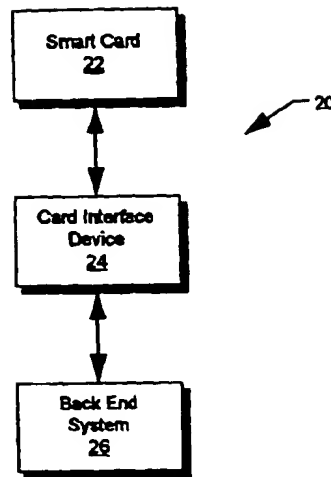 Smart Card
22
20
Card Interface
Device
24
Back End
System
26